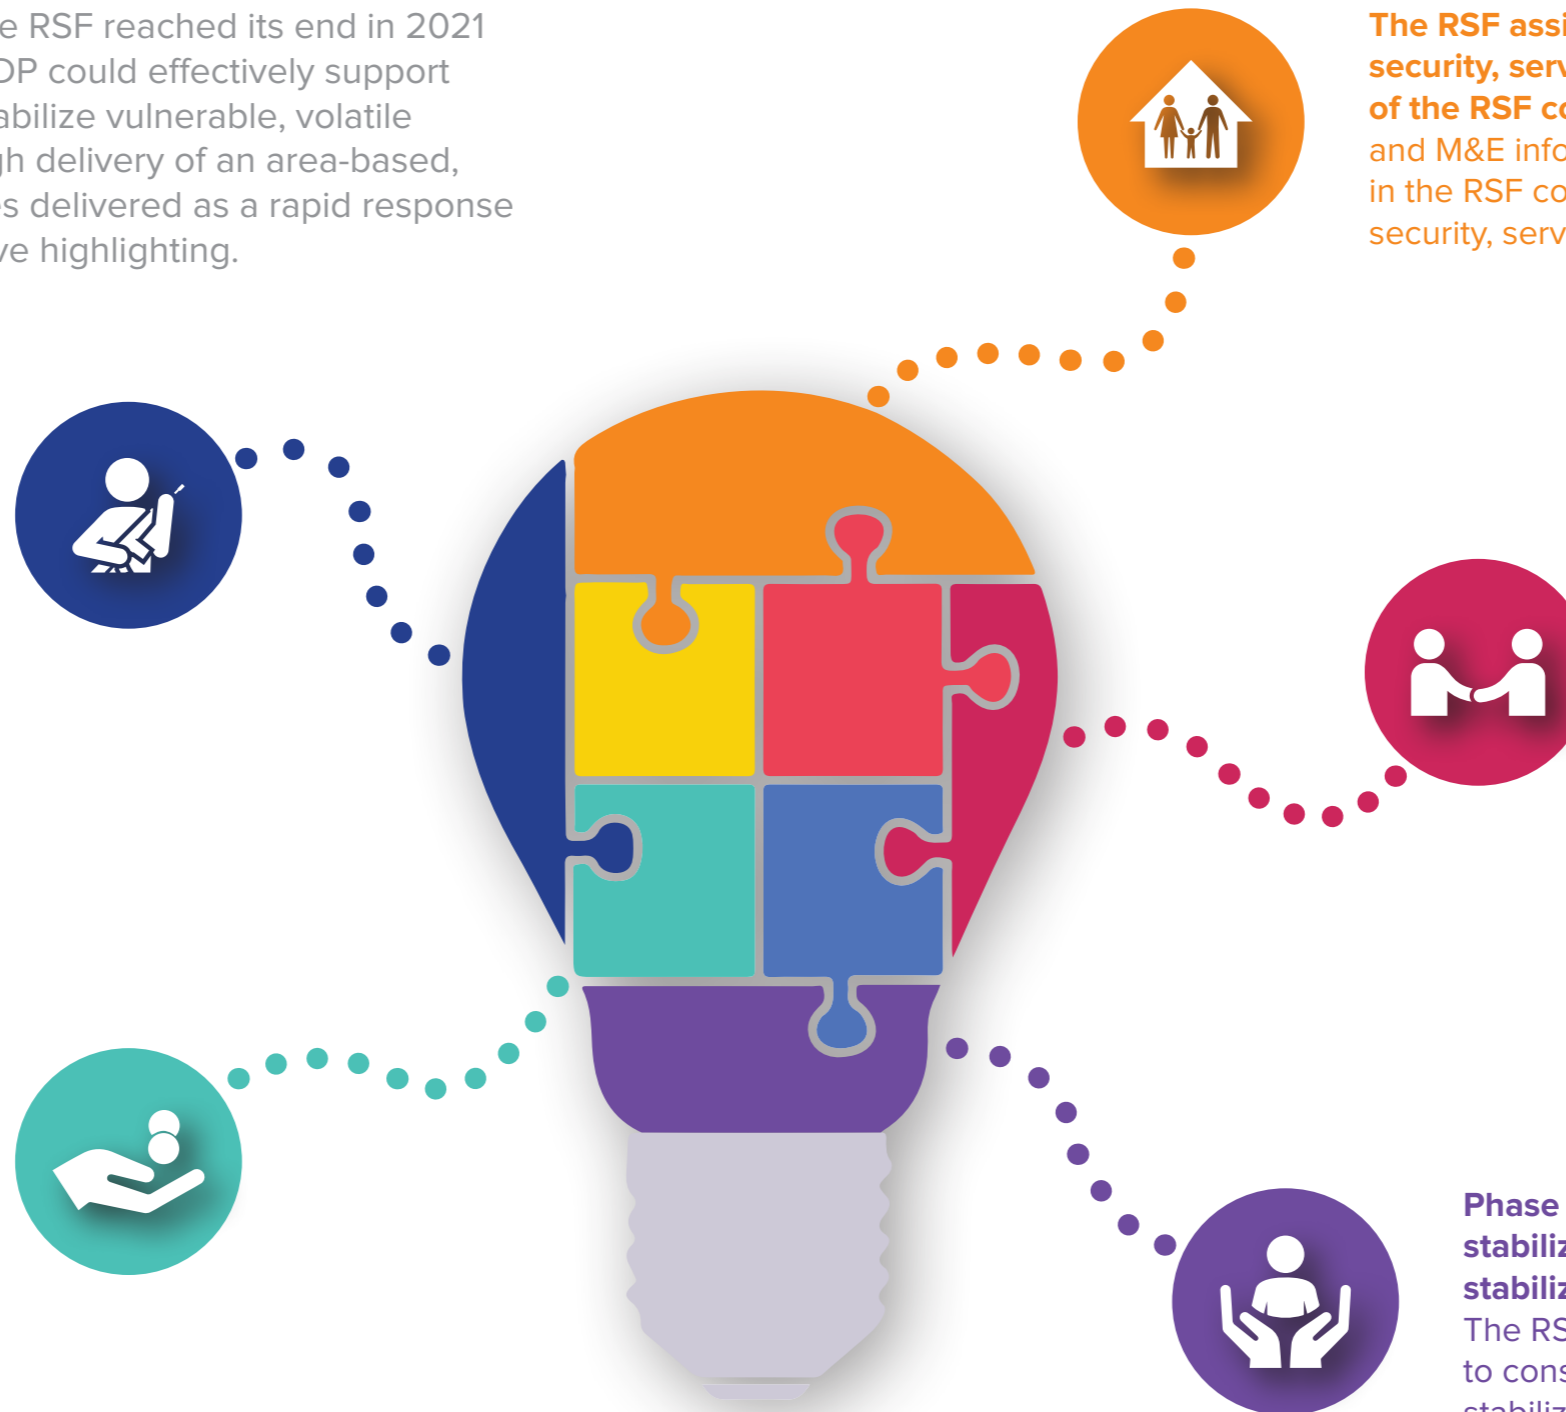 e RSF reached its end in 2021
DP could effectively support
abilize vulnerable, volatile
gh delivery of an area-based,
es delivered as a rapid response
ve highlighting.
The RSF assi
security, serv
of the RSF co
and M&E info
in the RSF co
security, serv
Phase
stabiliz
stabiliz
The RS
to cons
stabiliz